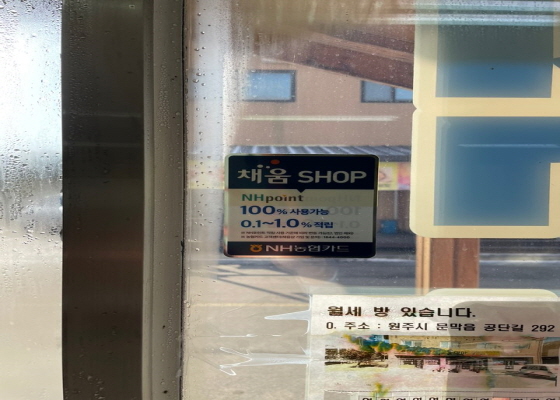 채움 SHOP
NHpoint
100% 사용가능
0.1~1.0% 적립
NH농협카드
월세 방 있습니다.
0. 주소 : 원주시 문막읍 공단길 292